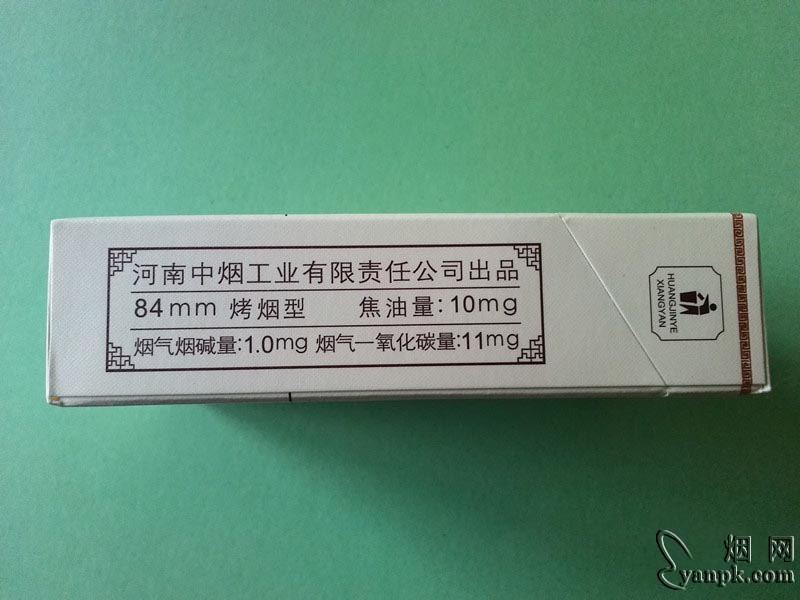 河南中烟工业有限责任公司出品
84mm 烤烟型 焦油量:10mg
烟气烟碱量:1.0mg 烟气一氧化碳量:11mg
HUANGJINYE
XIANGYAN
烟网
yanpk.com